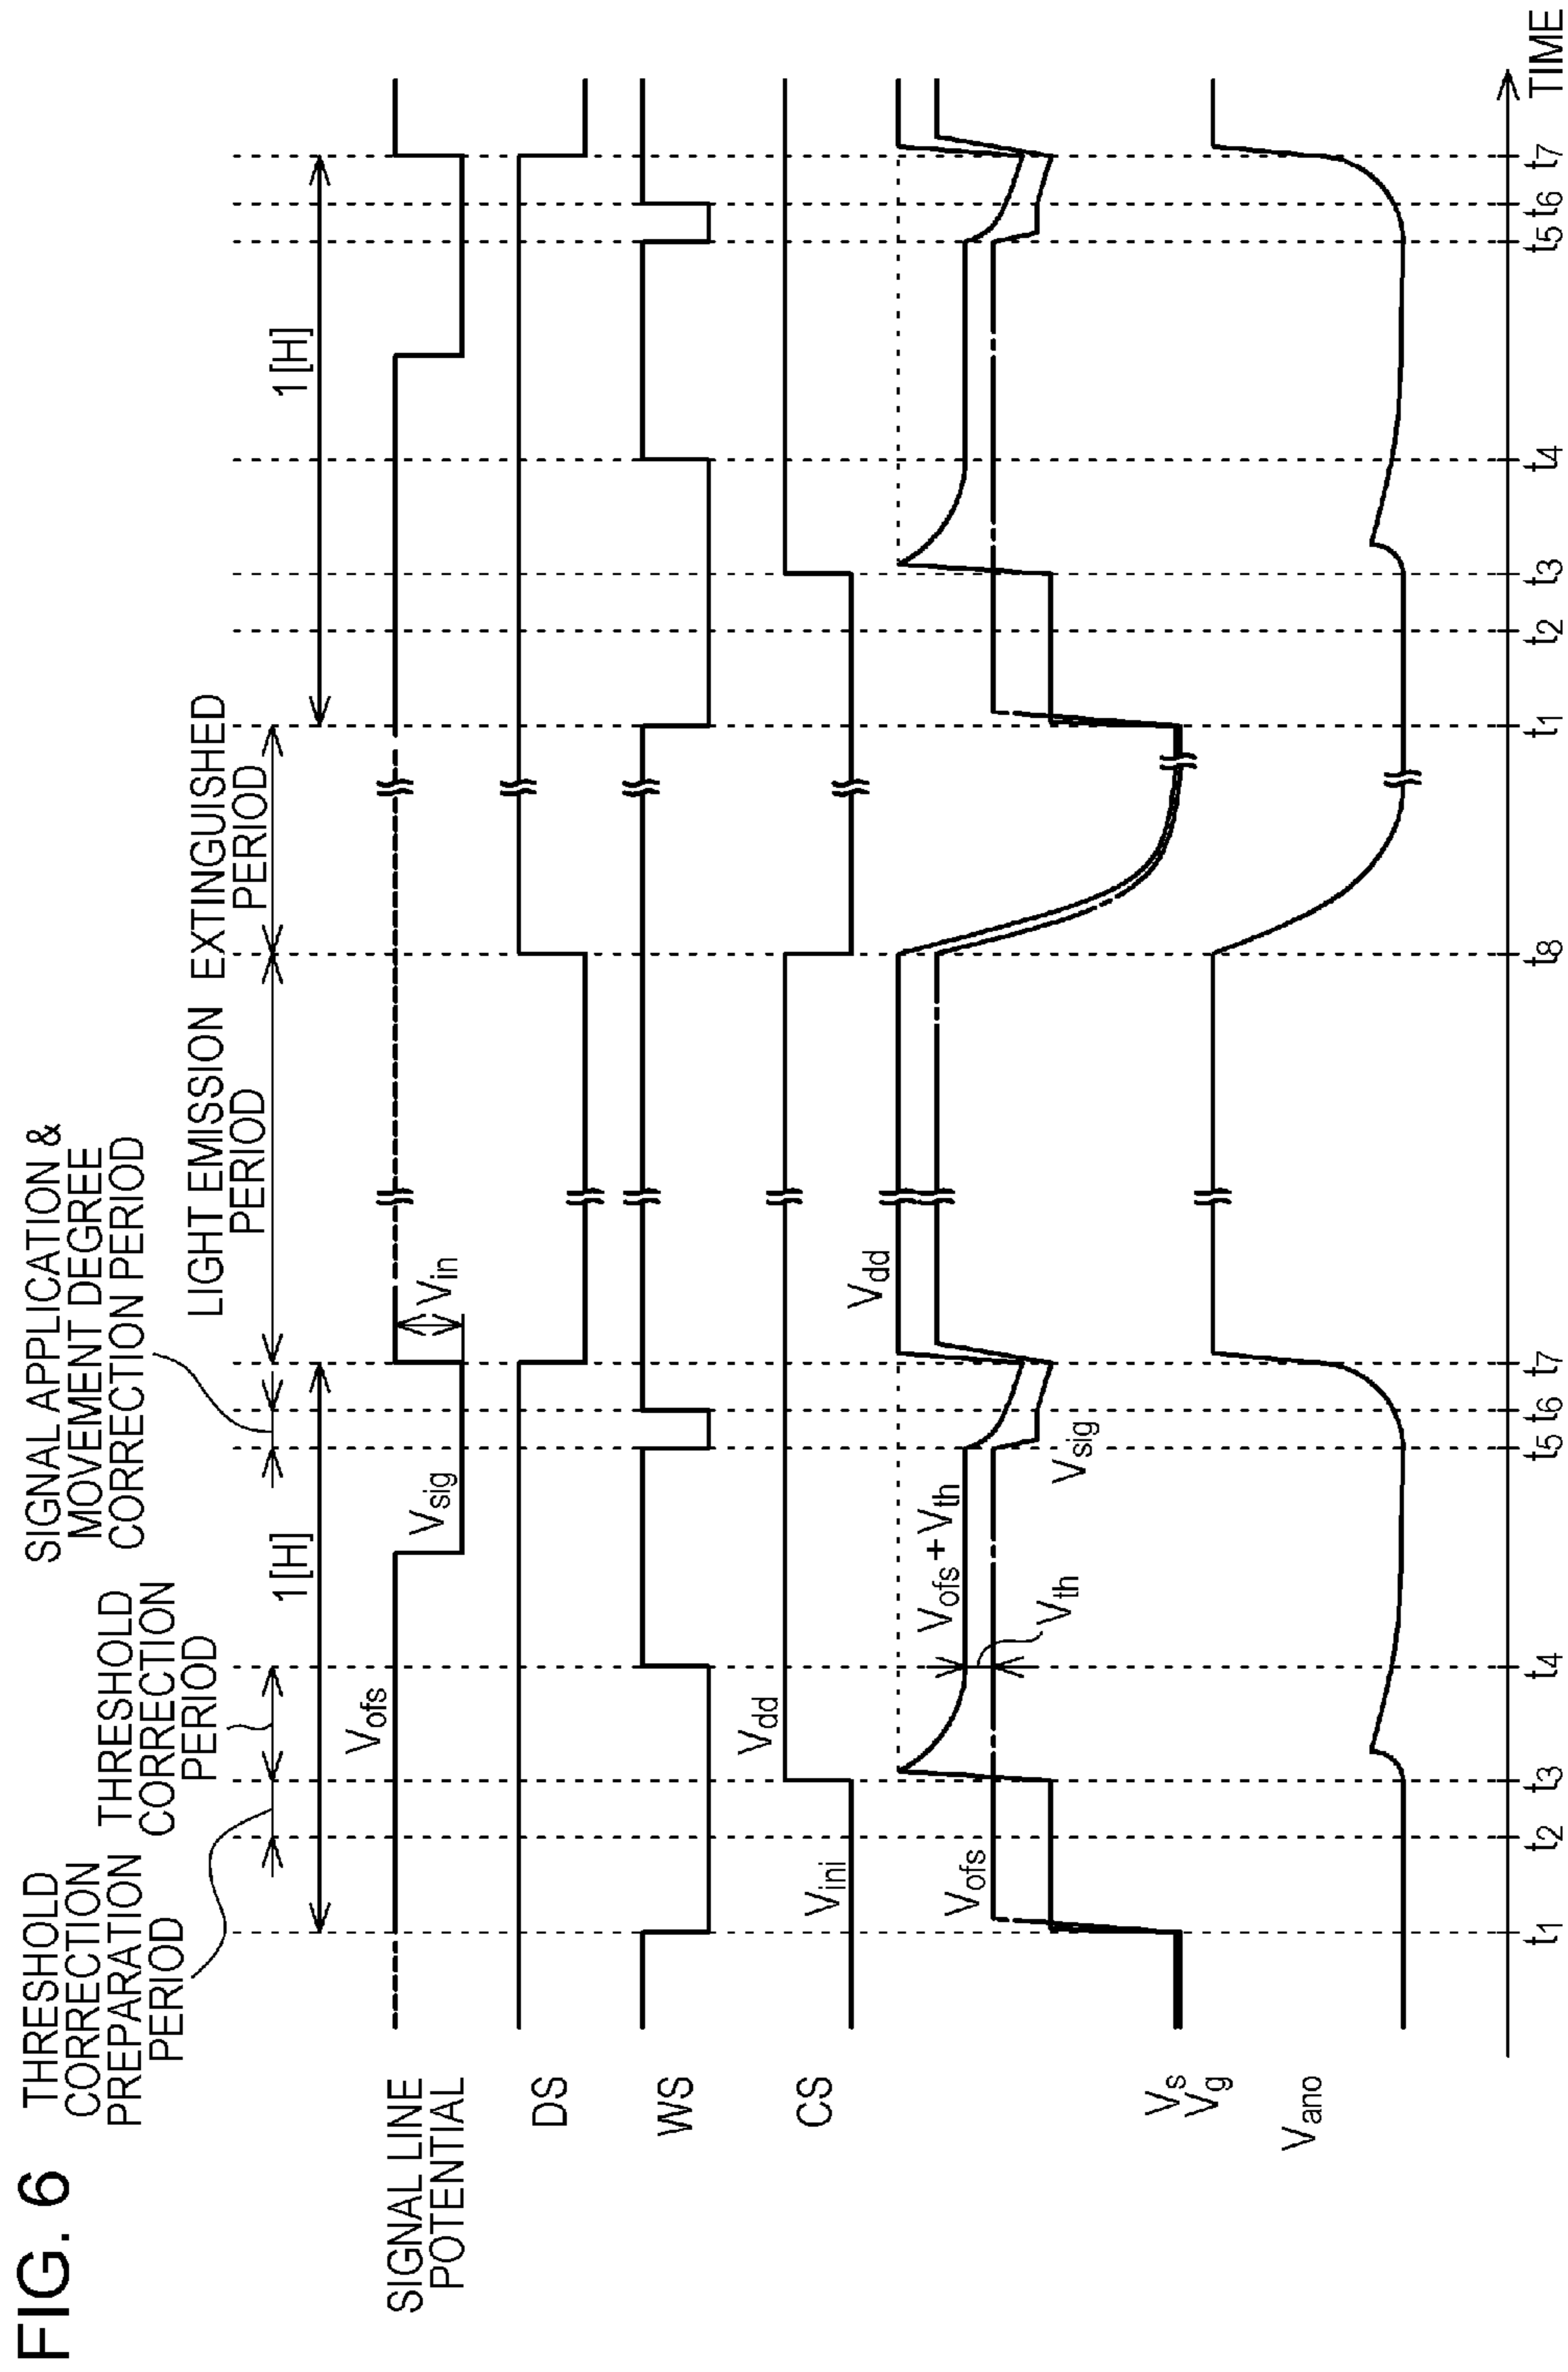 FIG. 6
THRESHOLD
CORRECTION
PREPARATION
PERIOD
THRESHOLD
CORRECTION
PERIOD
SIGNAL APPLICATION &
MOVEMENT DEGREE
CORRECTION PERIOD
LIGHT EMISSION
PERIOD
EXTINGUISHED
PERIOD
1[H]
1[H]
SIGNAL LINE
POTENTIAL
Vofs
Vsig
Vin
DS
WS
CS
Vini
Vdd
Vofs
Vofs + Vth
Vth
Vsig
Vdd
Vs
Vg
Vano
t1 t2 t3 t4 t5 t6 t7 t8 t1 t2 t3 t4 t5 t6 t7 TIME